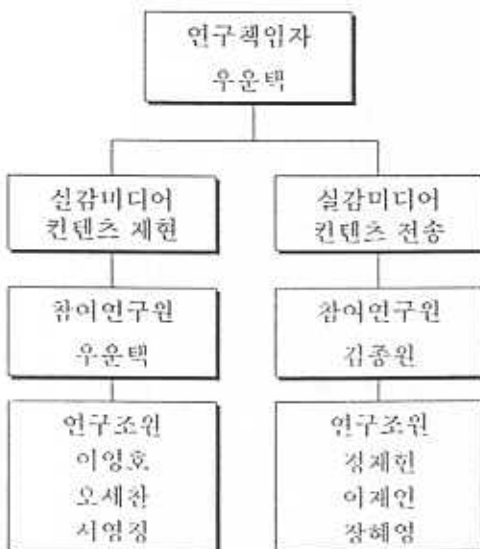 연구책임자
우운택
실감미디어
컨텐츠 재현
실감미디어
컨텐츠 전송
참여연구원
우운택
참여연구원
김종원
연구조원
이영호
오세찬
서영정
연구조원
정재헌
이재인
장혜영